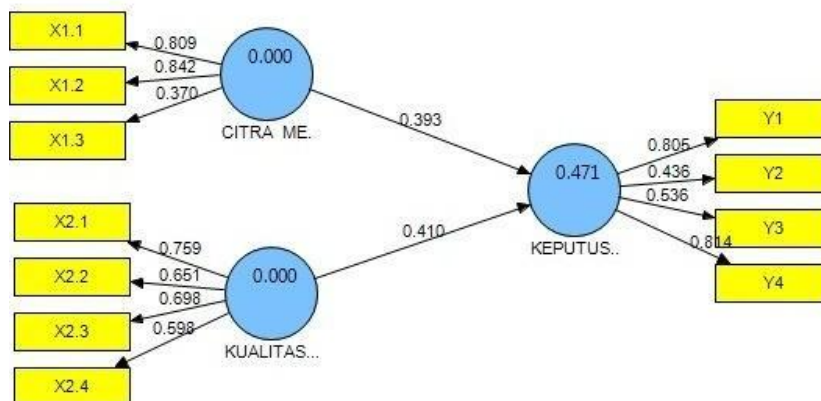 X1.1
0.809
0.000
X1.2
0.842
0.370
X1.3
CITRA ME.
0.393
Y1
0.805
0.471
0.436
Y2
0.536
Y3
0.814
KEPUTUS..
Y4
X2.1
0.410
0.759
X2.2
0.651
0.000
0.698
X2.3
0.598
KUALITAS...
X2.4